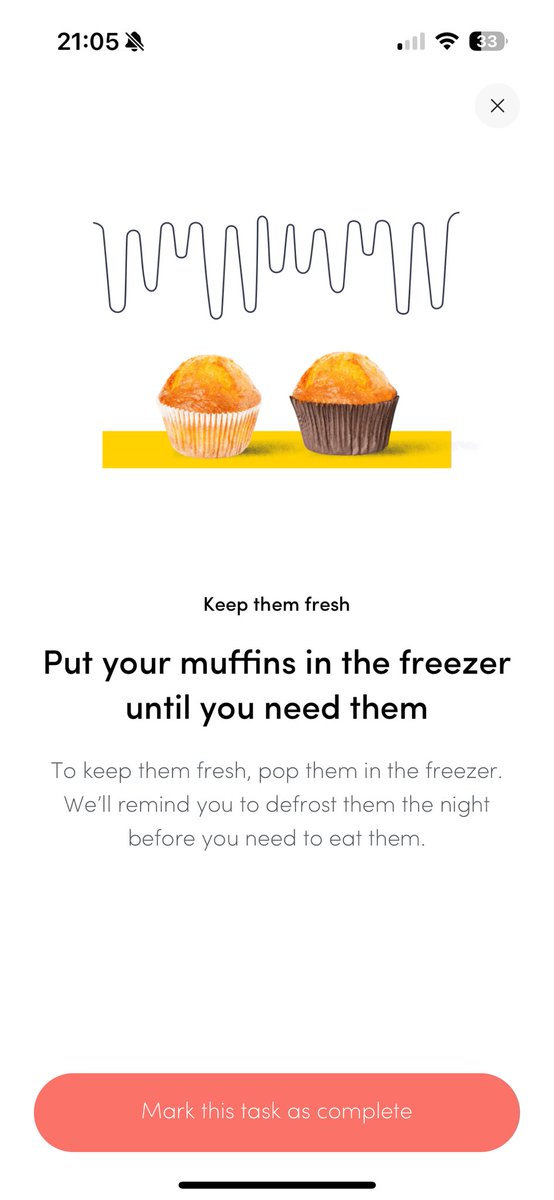 21:05
33
Keep them fresh
Put your muffins in the freezer
until you need them
To keep them fresh, pop them in the freezer.
We’ll remind you to defrost them the night
before you need to eat them.
Mark this task as complete